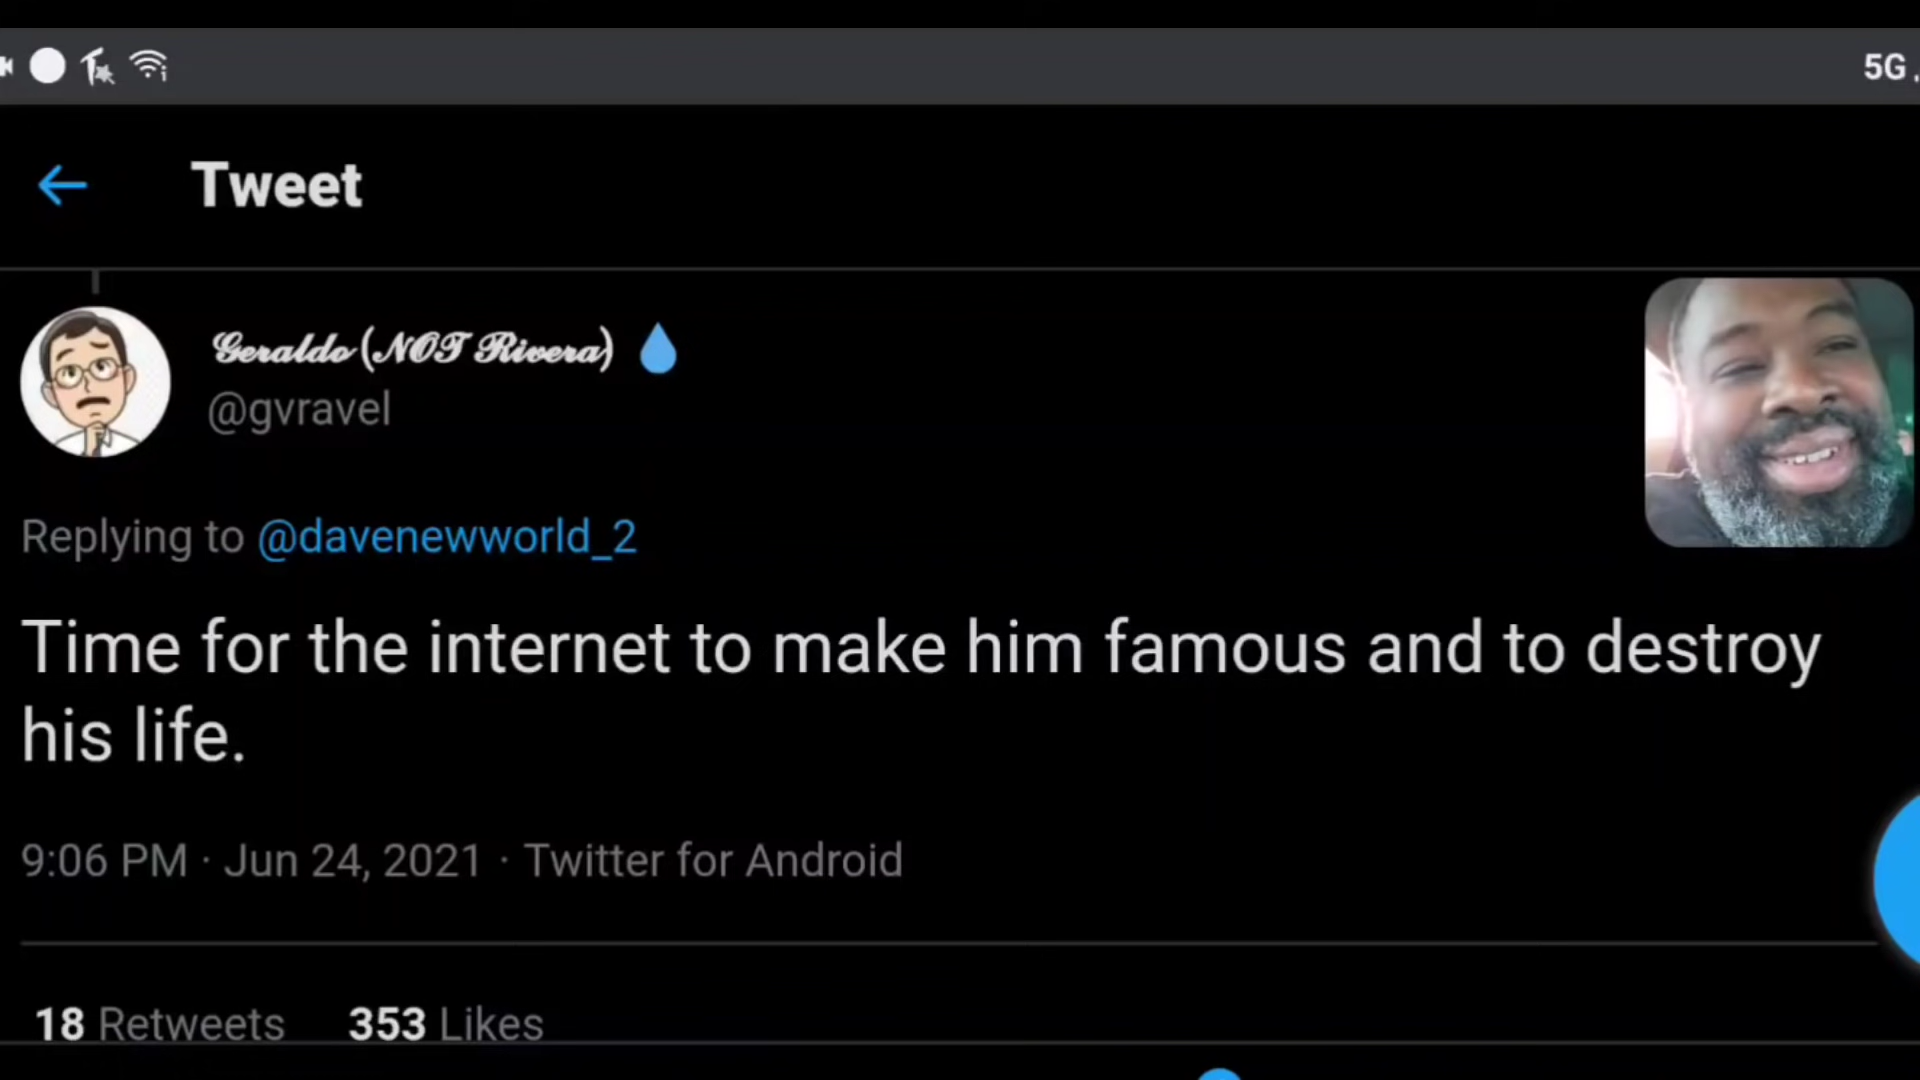 5G
Tweet
Geraldo (NOT Rivera)
@gvravel
Replying to @davenewworld_2
Time for the internet to make him famous and to destroy
his life.
9:06 PM · Jun 24, 2021 · Twitter for Android
18 Retweets 353 Likes